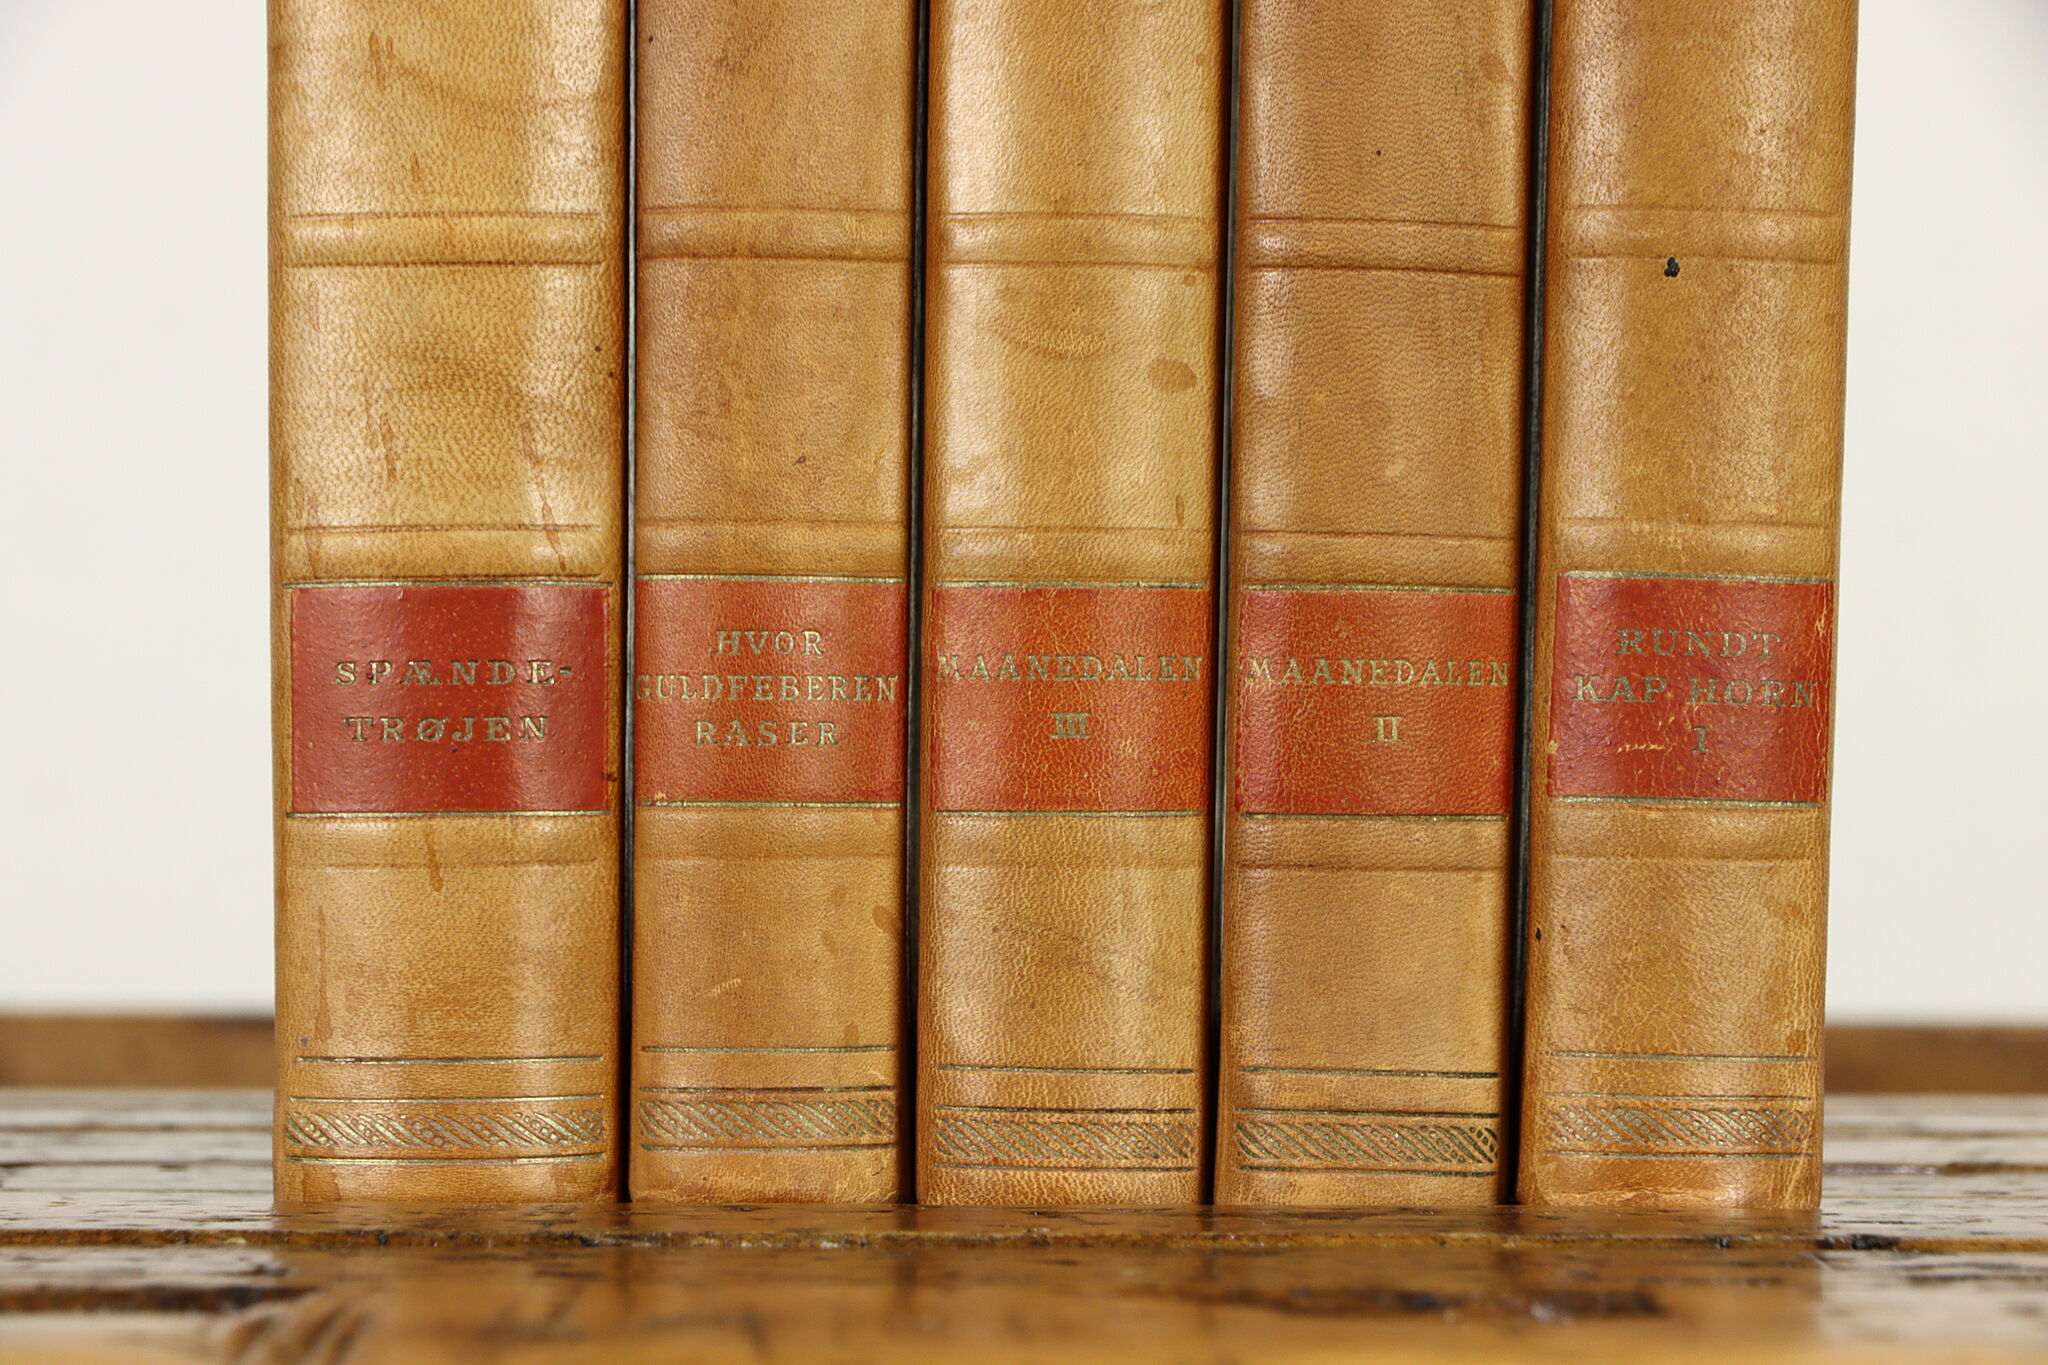 SPÆNDE-
TRØJEN
HVOR
GULDFEBEREN
RASER
MAANEDALEN
III
MAANEDALEN
II
RUNDT
KAP HORN
I